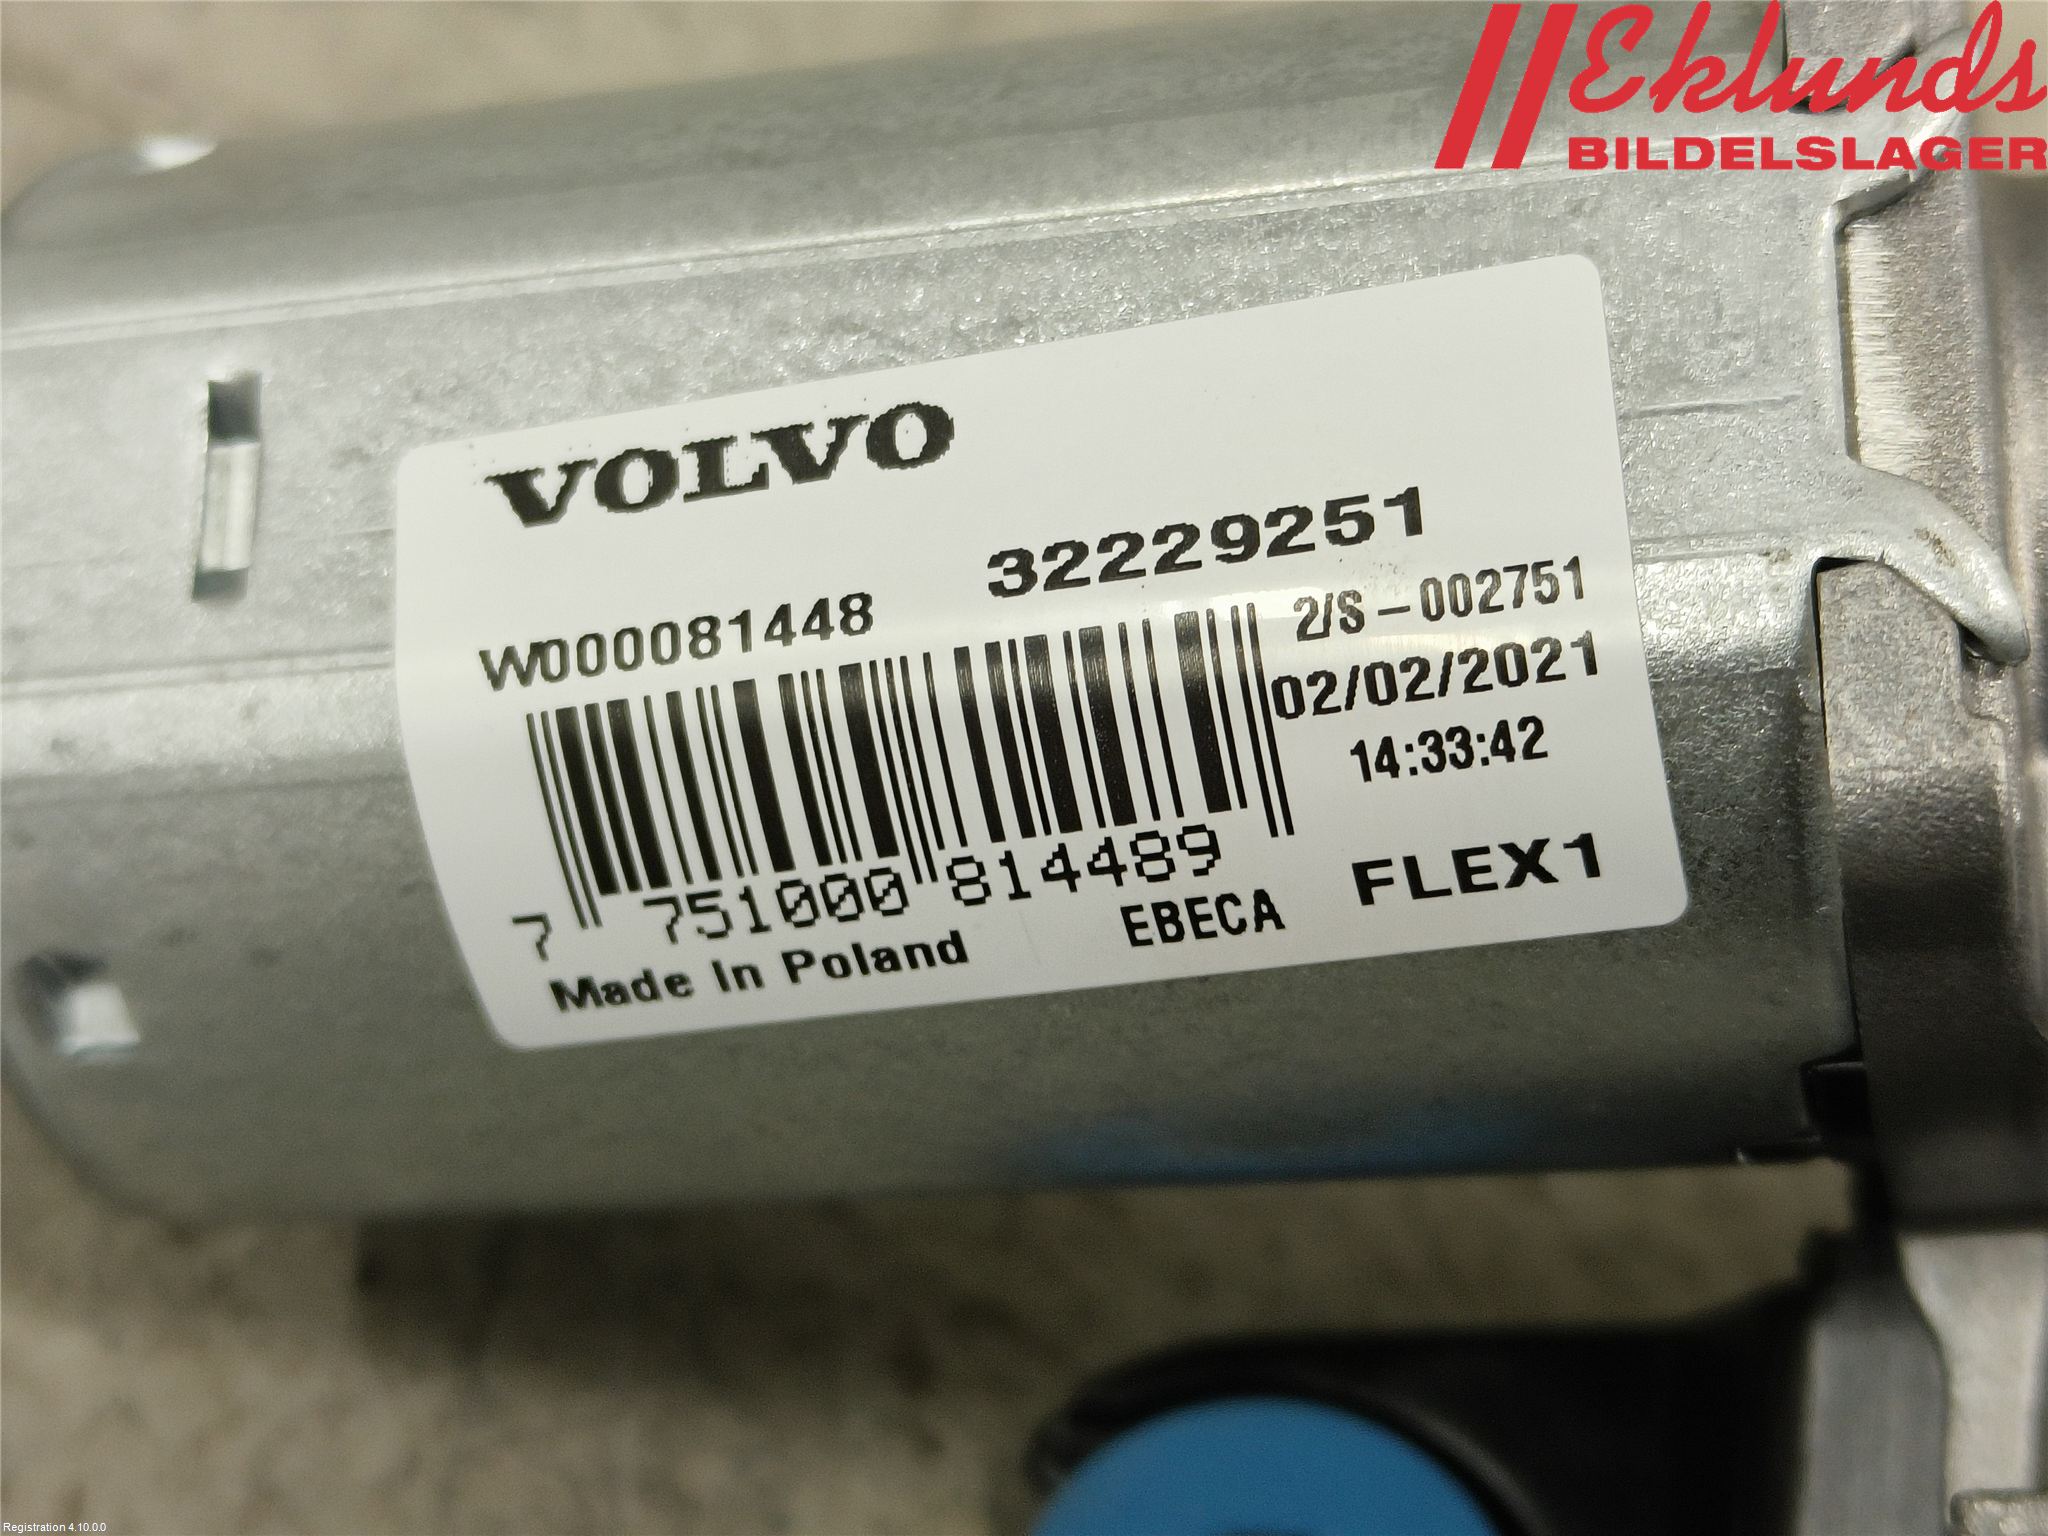 Eklunds
BILDELSLAGER
VOLVO
32229251
W000081448
2/S-002751
02/02/2021
14:33:42
7 751000 814489
EBECA
FLEX1
Made In Poland
Registration 4.10.0.0